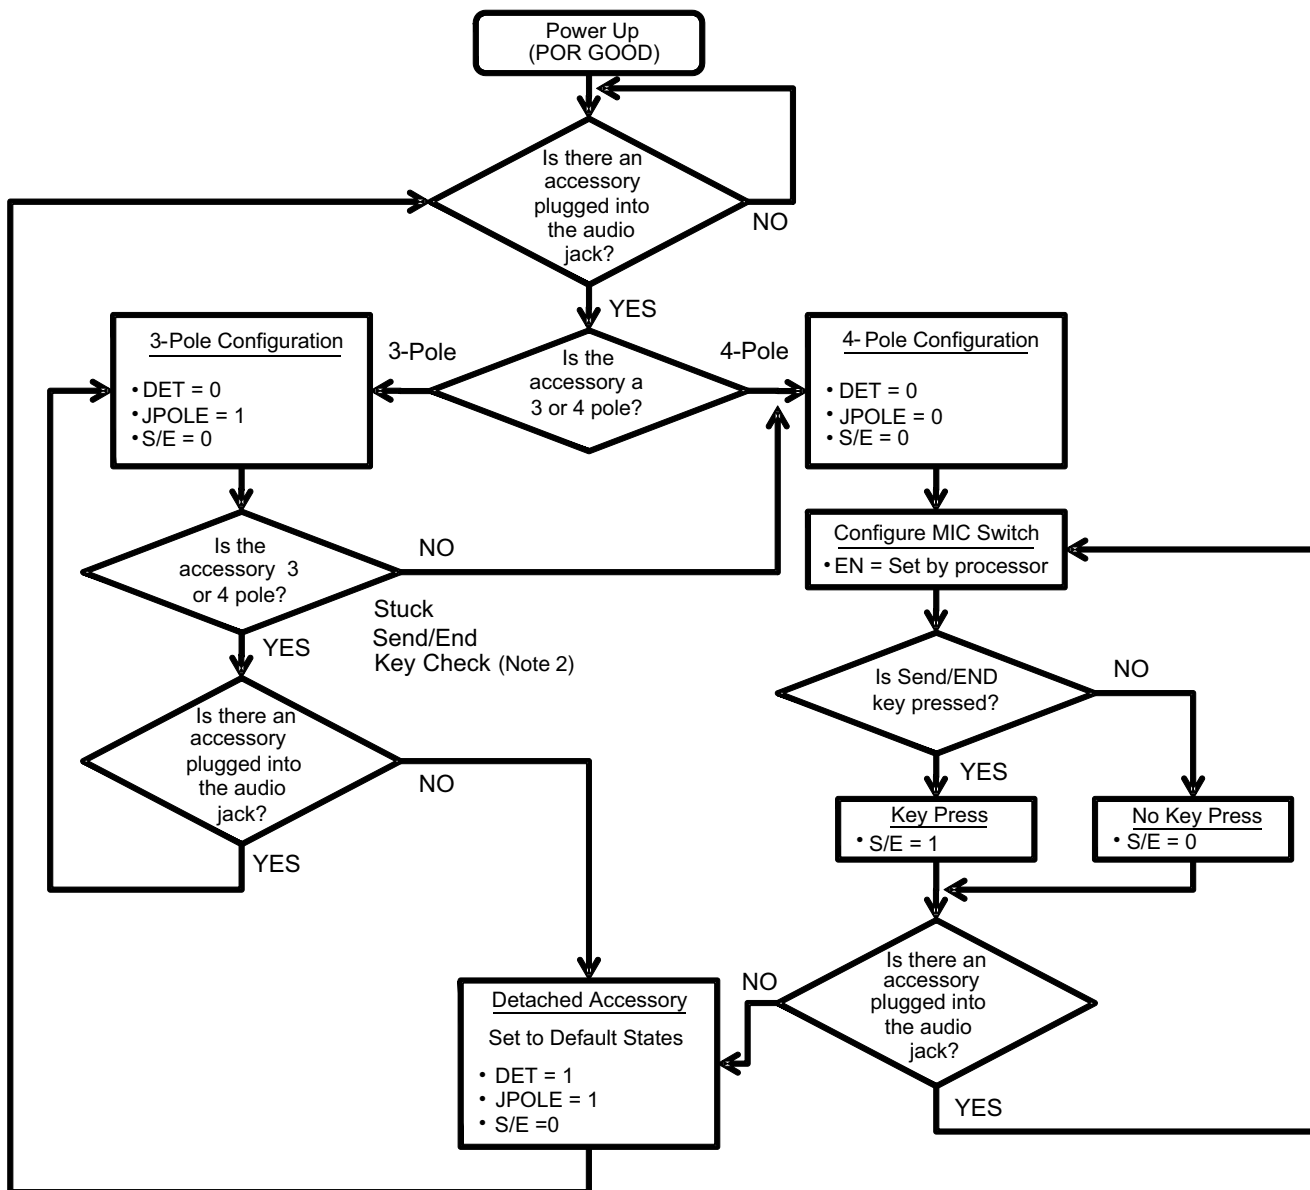 Power Up
(POR GOOD)
Is there an
accessory
plugged into
the audio
jack?
NO
YES
3-Pole Configuration
• DET = 0
• JPOLE = 1
• S/E = 0
3-Pole
Is the
accessory a
3 or 4 pole?
4-Pole
4- Pole Configuration
• DET = 0
• JPOLE = 0
• S/E = 0
Is the
accessory 3
or 4 pole?
NO
YES
Stuck
Send/End
Key Check (Note 2)
Configure MIC Switch
• EN = Set by processor
Is Send/END
key pressed?
NO
YES
Is there an
accessory
plugged into
the audio
jack?
NO
YES
Key Press
• S/E = 1
No Key Press
• S/E = 0
Detached Accessory
Set to Default States
• DET = 1
• JPOLE = 1
• S/E =0
NO
Is there an
accessory
plugged into
the audio
jack?
YES